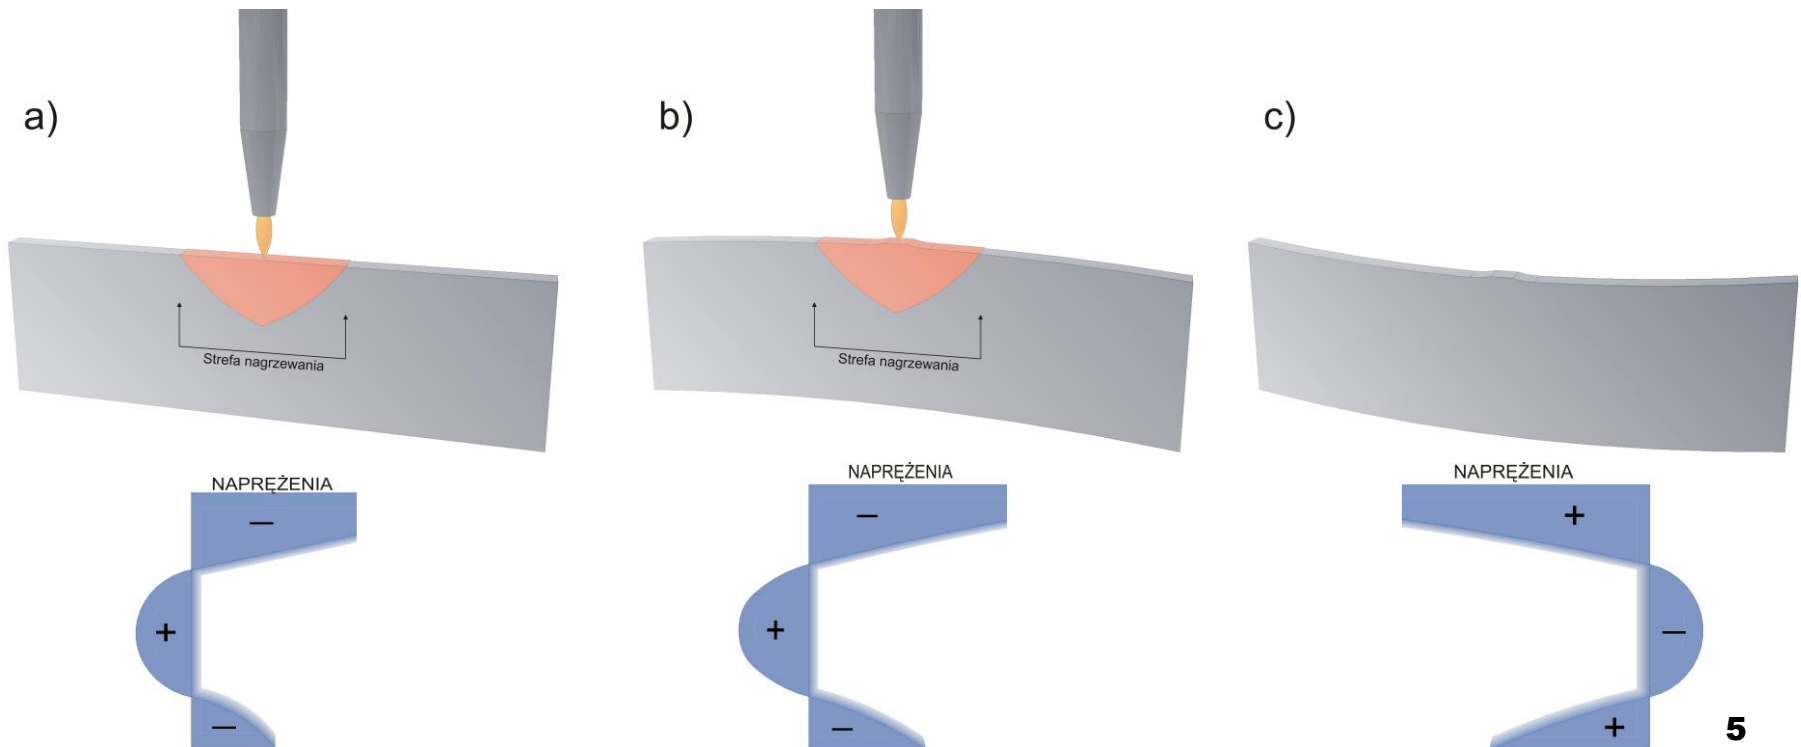 a)
b)
c)
Strefa nagrzewania
Strefa nagrzewania
NAPRĘŻENIA
NAPRĘŻENIA
NAPRĘŻENIA
−
−
+
+
+
−
−
−
+
5